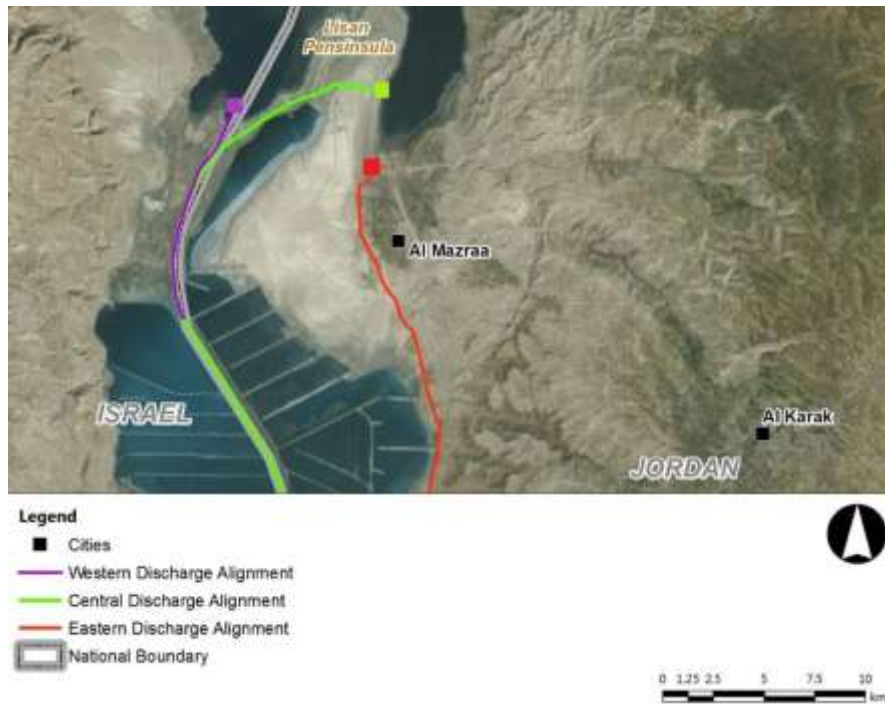 Lisan
Pensinsula
Al Mazraa
ISRAEL
Al Karak
JORDAN
Legend
Cities
Western Discharge Alignment
Central Discharge Alignment
Eastern Discharge Alignment
National Boundary
0 1.25 2.5 5 7.5 10
km